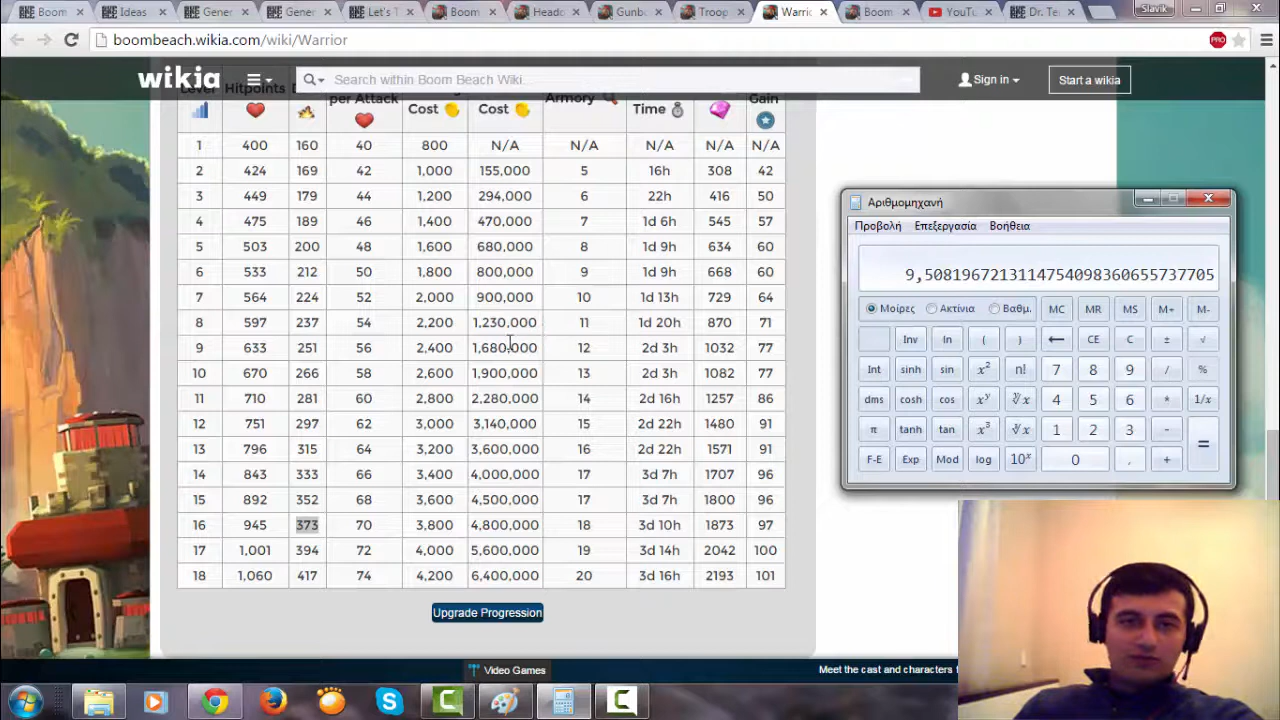 Boom
Ideas
Gener
Gener
Let's T
Boom
Headq
Gunbo
Troop
Warrio
Boom
YouTu
Dr. Te
Slavik
boombeach.wikia.com/wiki/Warrior
PRO
wikia Search within Boom Beach Wiki Sign in Start a wikia
Level Hitpoints per Attack Cost Cost Armory Time Gain
1 400 160 40 800 N/A N/A N/A N/A N/A
2 424 169 42 1,000 155,000 5 16h 308 42
3 449 179 44 1,200 294,000 6 22h 416 50
4 475 189 46 1,400 470,000 7 1d 6h 545 57
5 503 200 48 1,600 680,000 8 1d 9h 634 60
6 533 212 50 1,800 800,000 9 1d 9h 668 60
7 564 224 52 2,000 900,000 10 1d 13h 729 64
8 597 237 54 2,200 1,230,000 11 1d 20h 870 71
9 633 251 56 2,400 1,680,000 12 2d 3h 1032 77
10 670 266 58 2,600 1,900,000 13 2d 3h 1082 77
11 710 281 60 2,800 2,280,000 14 2d 16h 1257 86
12 751 297 62 3,000 3,140,000 15 2d 22h 1480 91
13 796 315 64 3,200 3,600,000 16 2d 22h 1571 91
14 843 333 66 3,400 4,000,000 17 3d 7h 1707 96
15 892 352 68 3,600 4,500,000 17 3d 7h 1800 96
16 945 373 70 3,800 4,800,000 18 3d 10h 1873 97
17 1,001 394 72 4,000 5,600,000 19 3d 14h 2042 100
18 1,060 417 74 4,200 6,400,000 20 3d 16h 2193 101
Upgrade Progression
Video Games
Meet the cast and characters f
Αριθμομηχανή
Προβολή Επεξεργασία Βοήθεια
9,5081967213114754098360655737705
Μοίρες Ακτίνια Βαθμ. MC MR MS M+ M-
Inv ln ( ) ← CE C ± √
Int sinh sin x² n! 7 8 9 / %
dms cosh cos xʸ ʸ√x 4 5 6 * 1/x
π tanh tan x³ ³√x 1 2 3 - =
F-E Exp Mod log 10ˣ 0 , +